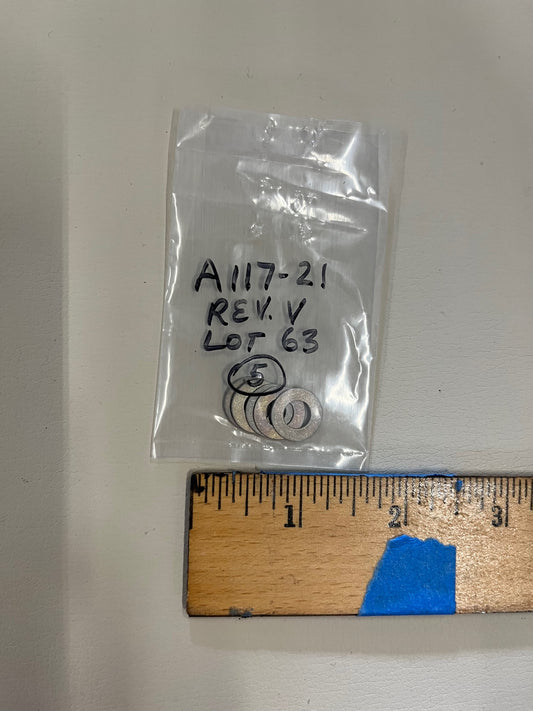 A117-21
REV. V
LOT 63
5
1 2 3